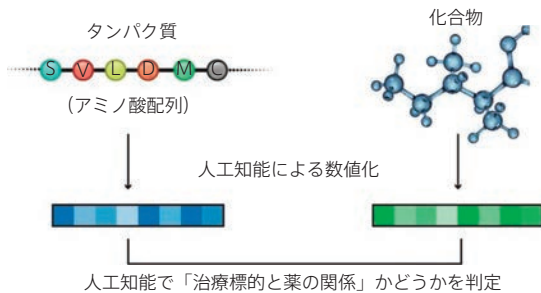 タンパク質
化合物
S V L D M C
(アミノ酸配列)
人工知能による数値化
人工知能で「治療標的と薬の関係」かどうかを判定